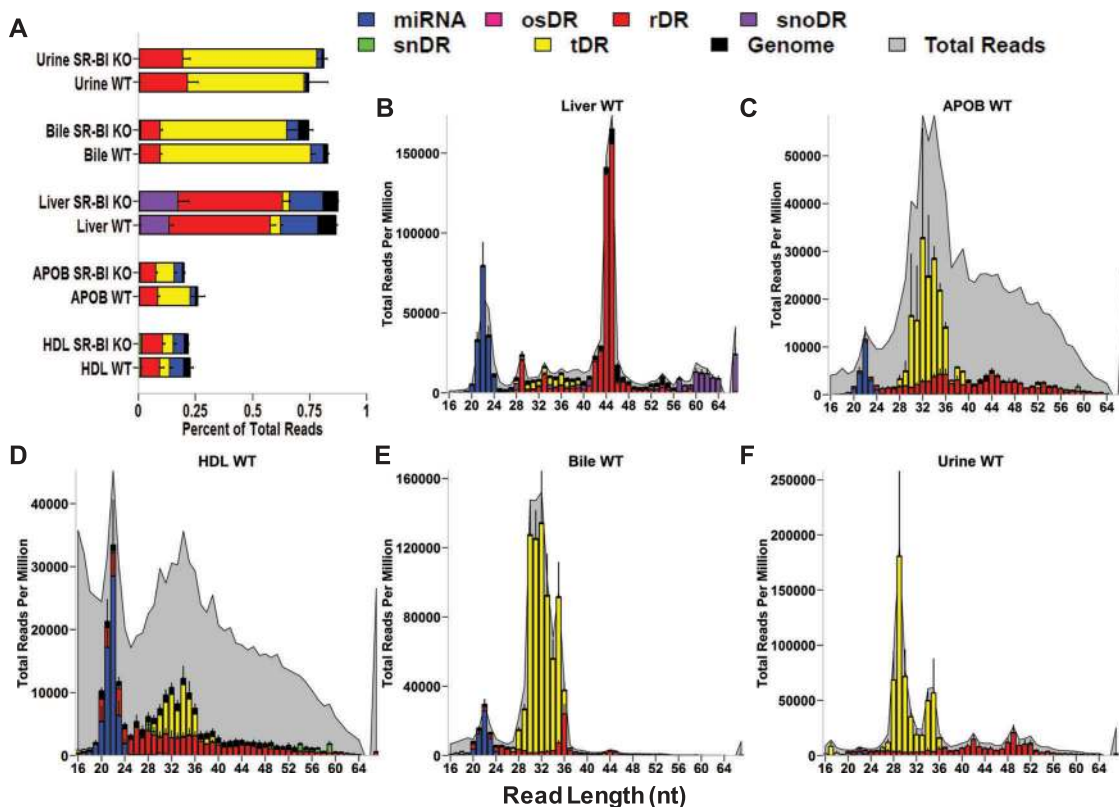 miRNA osDR rDR snoDR
snDR tDR Genome Total Reads
A
Urine SR-BI KO
Urine WT
Bile SR-BI KO
Bile WT
Liver SR-BI KO
Liver WT
APOB SR-BI KO
APOB WT
HDL SR-BI KO
HDL WT
0 0.25 0.5 0.75 1
Percent of Total Reads
B
Liver WT
Total Reads Per Million
150000
100000
50000
0
16 20 24 28 32 36 40 44 48 52 56 60 64
C
APOB WT
Total Reads Per Million
50000
40000
30000
20000
10000
0
16 20 24 28 32 36 40 44 48 52 56 60 64
D
HDL WT
Total Reads Per Million
40000
30000
20000
10000
0
16 20 24 28 32 36 40 44 48 52 56 60 64
E
Bile WT
Total Reads Per Million
160000
120000
80000
40000
0
16 20 24 28 32 36 40 44 48 52 56 60 64
F
Urine WT
Total Reads Per Million
250000
200000
150000
100000
50000
0
16 20 24 28 32 36 40 44 48 52 56 60 64
Read Length (nt)